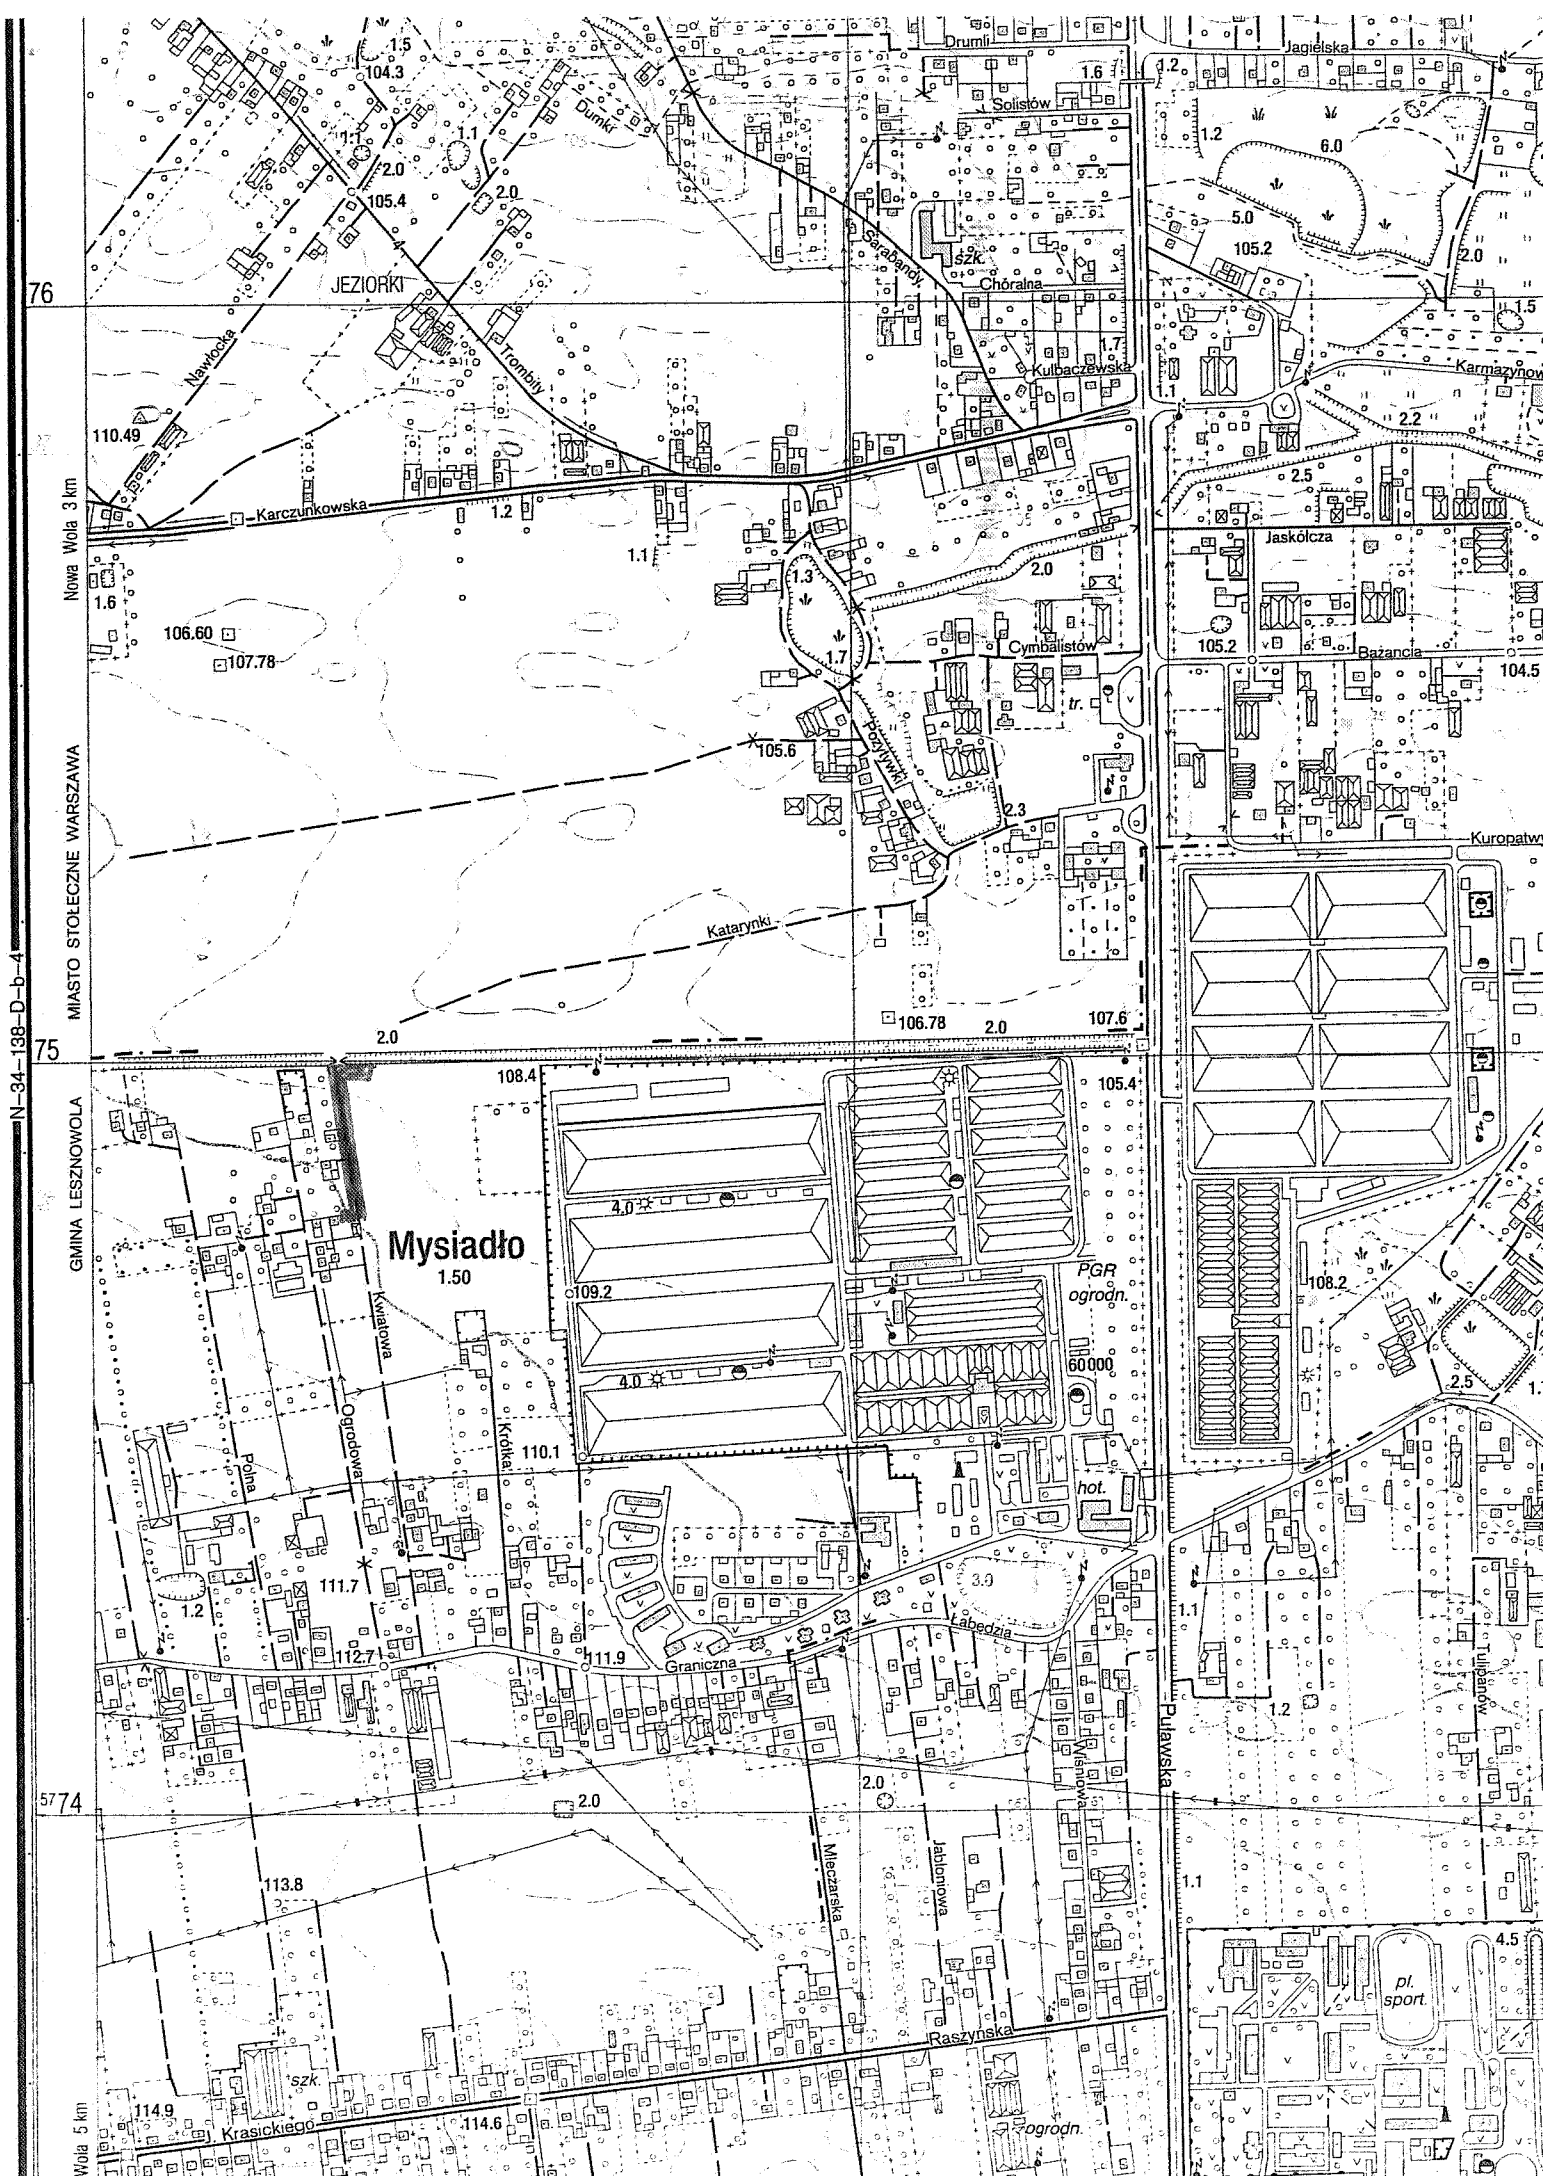 Drumli
Jagielska
1.5
104.3
1.6
1.2
Solistów
Dumki
1.1
1.1
1.2
6.0
2.0
105.4
2.0
5.0
105.2
Sarabandy
szk.
2.0
4
JEZIORKI
Chóralna
76
1.5
Nawłocka
Trombity
1.7
Kulbaczewska
Karmazynow
1.1
110.49
2.2
2.5
Nowa Wola 3 km
Karczunkowska
1.2
Jaskólcza
1.1
1.3
2.0
1.6
106.60
107.78
1.7
Cymbalistów
105.2
Bażancia
104.5
tr.
105.6
Pozytywki
MIASTO STOŁECZNE WARSZAWA
2.3
Kuropatwy
Katarynki
N-34-138-D-b-4
106.78
2.0
107.6
75
2.0
108.4
105.4
GMINA LESZNOWOLA
4.0
Mysiadło
1.50
PGR
ogrodn.
109.2
108.2
Kwiatowa
60 000
4.0
2.5
1.
Ogrodowa
Krótka
Polna
110.1
hot.
111.7
1.2
3.0
1.1
Łabędzia
112.7
111.9
Graniczna
Tulipanów
Puławska
1.2
Wiśniowa
2.0
5774
2.0
Mleczarska
Jabłoniowa
1.1
113.8
4.5
pl.
sport.
Raszyńska
szk.
114.9
J. Krasickiego
114.6
ogrodn.
Wola 5 km